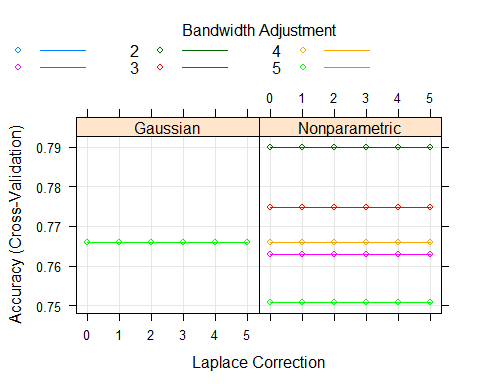 Bandwidth Adjustment
2 4
3 5
0 1 2 3 4 5
Gaussian Nonparametric
Accuracy (Cross-Validation)
0.79
0.78
0.77
0.76
0.75
0 1 2 3 4 5
Laplace Correction